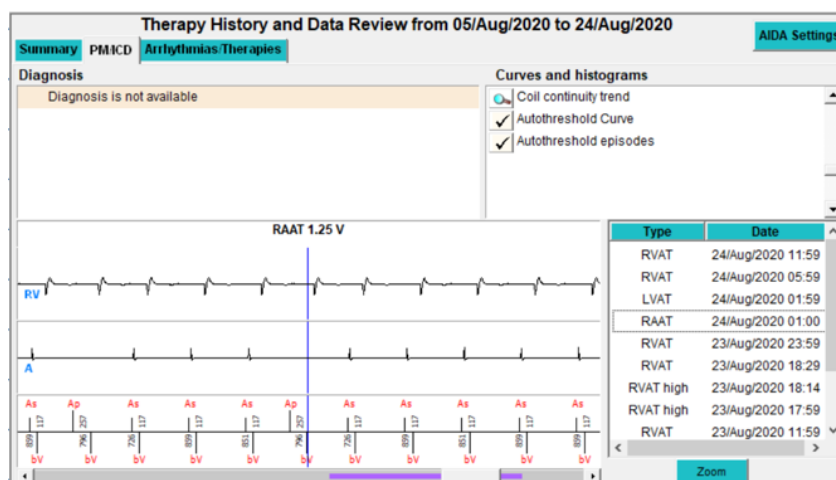 Therapy History and Data Review from 05/Aug/2020 to 24/Aug/2020
AIDA Settings
Summary PM/ICD Arrhythmias/Therapies
Diagnosis
Diagnosis is not available
Curves and histograms
Coil continuity trend
Autothreshold Curve
Autothreshold episodes
RAAT 1.25 V
RV
A
As Ap As As As Ap As As As As As
117 257 117 117 117 257 117 117 117 117 117
839 796 726 839 851 796 726 839 851 839 839
bV bV bV bV bV bV bV bV bV bV bV
Type Date
RVAT 24/Aug/2020 11:59
RVAT 24/Aug/2020 05:59
LVAT 24/Aug/2020 01:59
RAAT 24/Aug/2020 01:00
RVAT 23/Aug/2020 23:59
RVAT 23/Aug/2020 18:29
RVAT high 23/Aug/2020 18:14
RVAT high 23/Aug/2020 17:59
RVAT 23/Aug/2020 11:59
Zoom